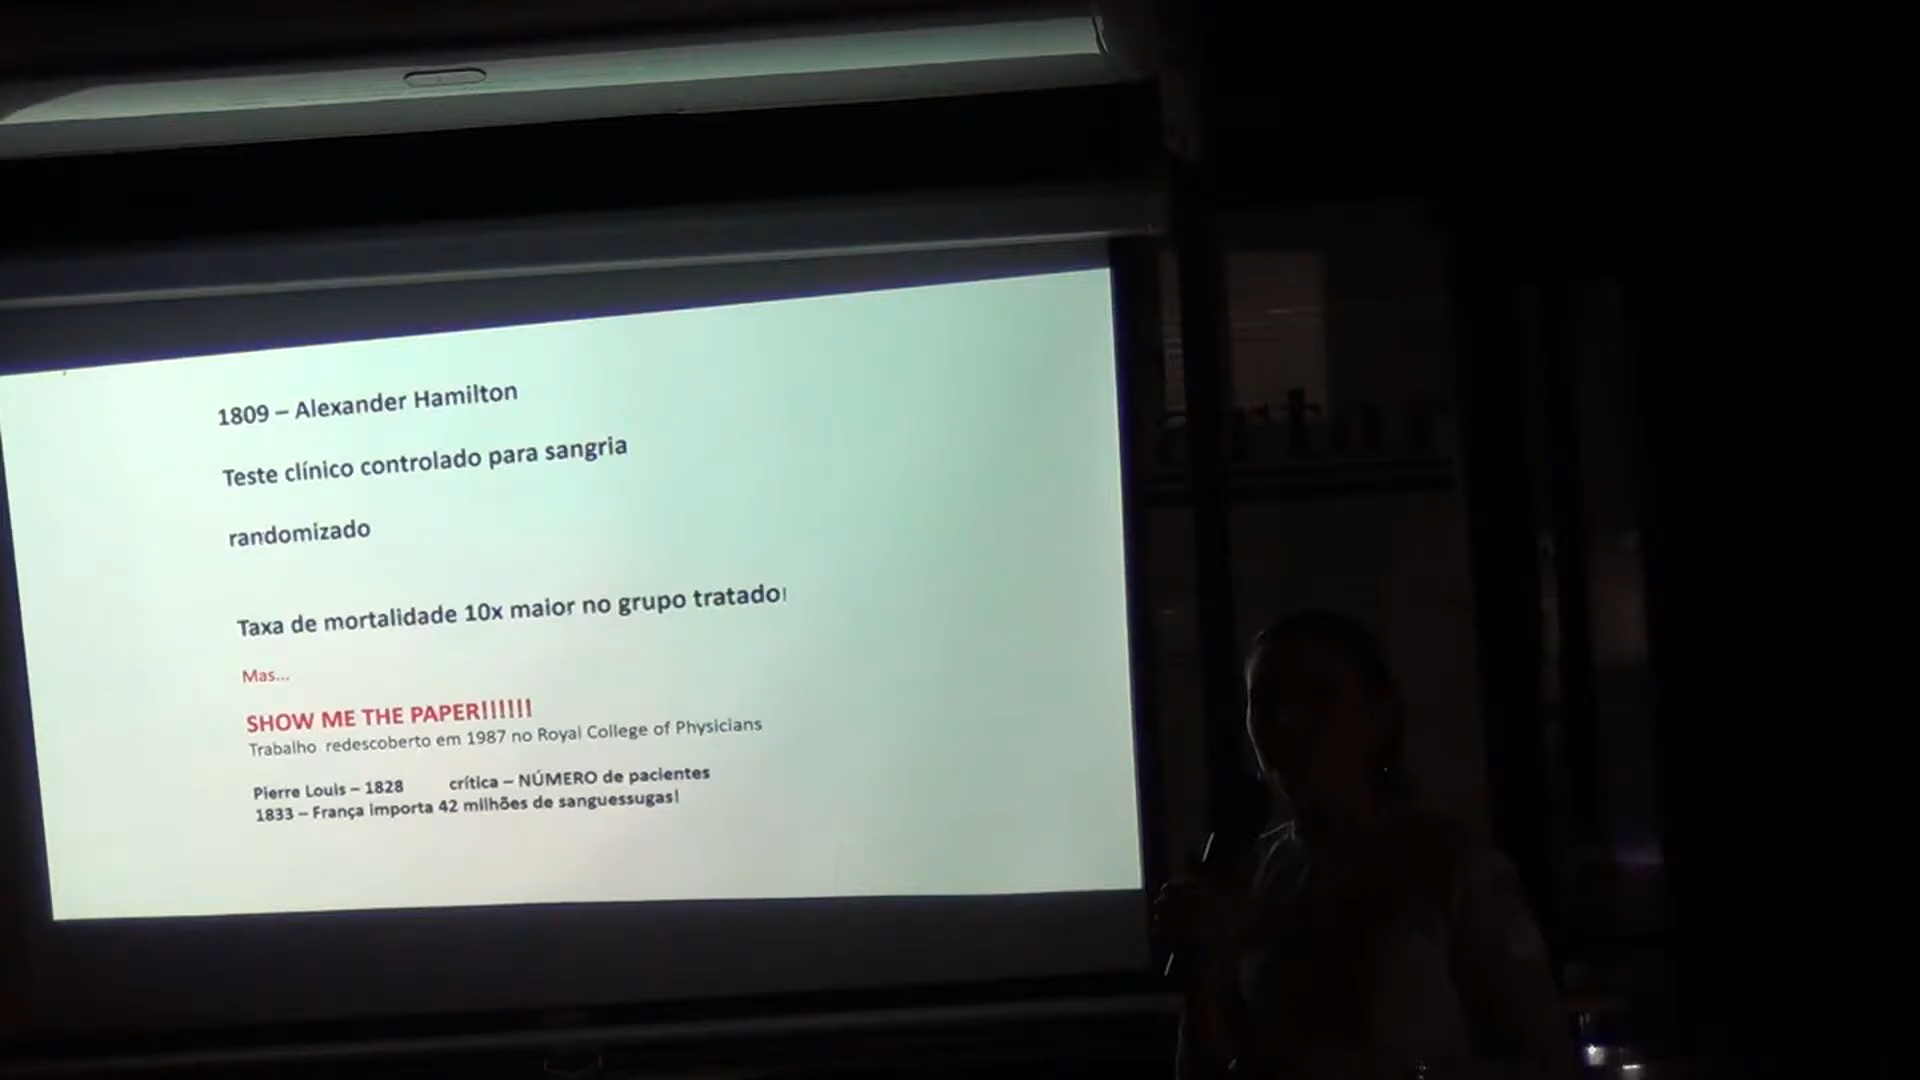 1809 – Alexander Hamilton
Teste clínico controlado para sangria
randomizado
Taxa de mortalidade 10x maior no grupo tratado!
Mas...
SHOW ME THE PAPER!!!!!!
Trabalho redescoberto em 1987 no Royal College of Physicians
Pierre Louis – 1828 crítica – NÚMERO de pacientes
1833 – França importa 42 milhões de sanguessugas!